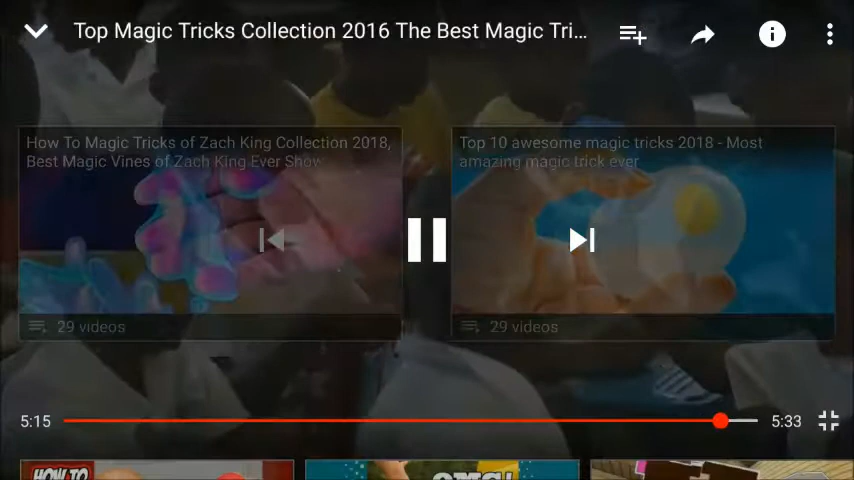 Top Magic Tricks Collection 2016 The Best Magic Tri...
How To Magic Tricks of Zach King Collection 2018,
Best Magic Vines of Zach King Ever Show
Top 10 awesome magic tricks 2018 - Most
amazing magic trick ever
29 videos
29 videos
5:15
5:33
HOW TO
OMG!